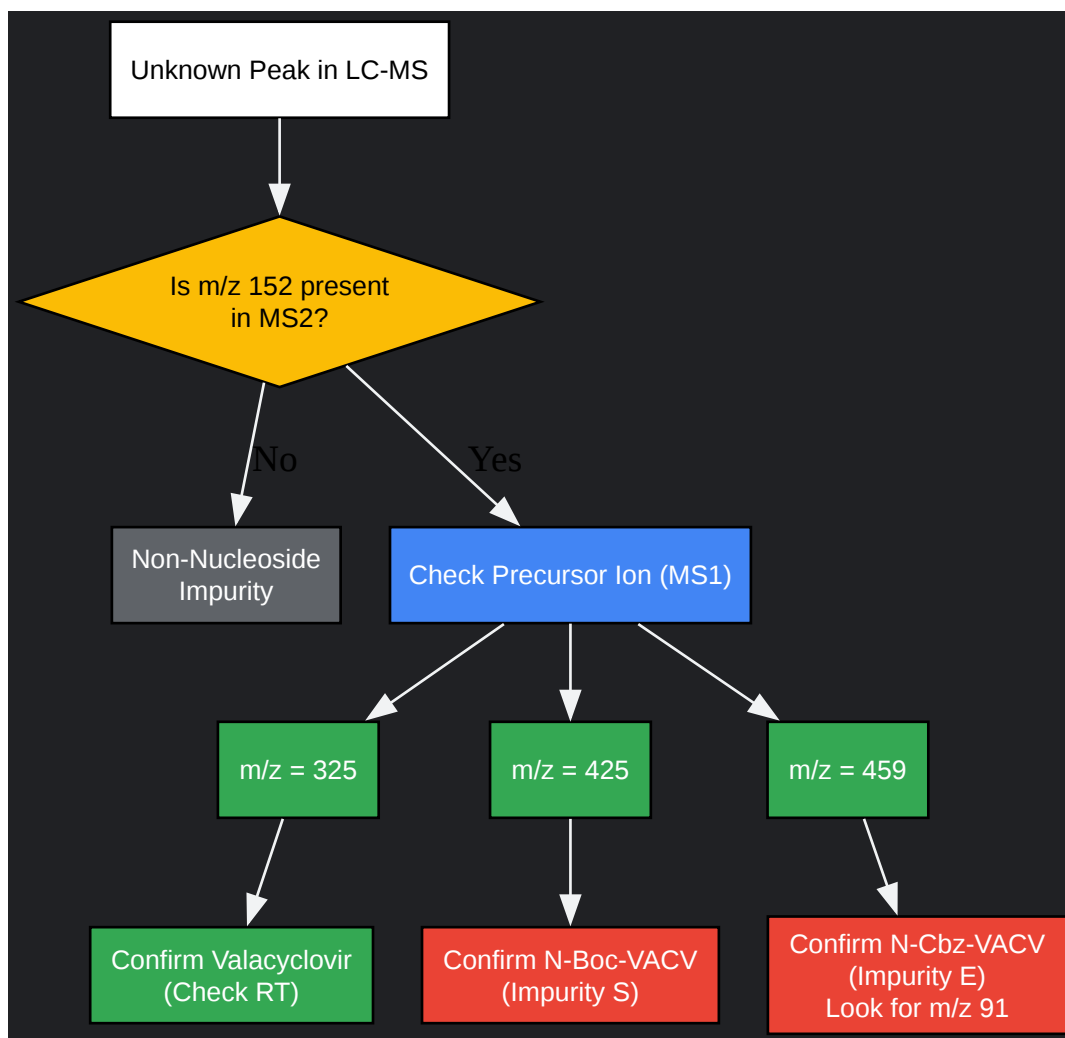 Unknown Peak in LC-MS
Is m/z 152 present
in MS2?
No
Yes
Non-Nucleoside
Impurity
Check Precursor Ion (MS1)
m/z = 325
m/z = 425
m/z = 459
Confirm Valacyclovir
(Check RT)
Confirm N-Boc-VACV
(Impurity S)
Confirm N-Cbz-VACV
(Impurity E)
Look for m/z 91